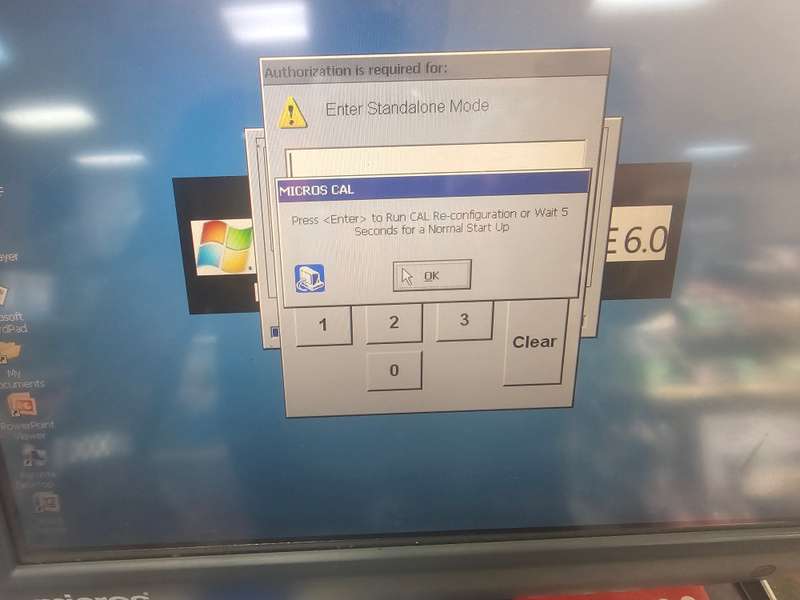 Authorization is required for:
Enter Standalone Mode
MICROS CAL
Press <Enter> to Run CAL Re-configuration or Wait 5
Seconds for a Normal Start Up
OK
E 6.0
1
2
3
Clear
0
My
PowerPoint
Viewer